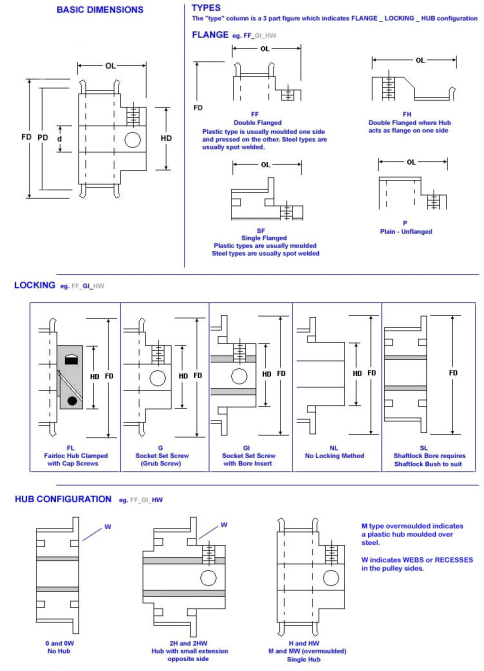 BASIC DIMENSIONS
OL
FD PD d HD
TYPES
The "type" column is a 3 part figure which indicates FLANGE _ LOCKING _ HUB configuration
FLANGE eg. FF_GI_HW
OL
FD
FF
Double Flanged
Plastic type is usually moulded one side
and pressed on the other. Steel types are
usually spot welded.
OL
FH
Double Flanged where Hub
acts as flange on one side
OL
SF
Single Flanged
Plastic types are usually moulded
Steel types are usually spot welded
OL
P
Plain - Unflanged
LOCKING eg. FF_GI_HW
HD FD
FL
Fairloc Hub Clamped
with Cap Screws
HD FD
G
Socket Set Screw
(Grub Screw)
HD FD
GI
Socket Set Screw
with Bore Insert
HD FD
NL
No Locking Method
FD
SL
Shaftlock Bore requires
Shaftlock Bush to suit
HUB CONFIGURATION eg. FF_GI_HW
W
0 and 0W
No Hub
W
2H and 2HW
Hub with small extension
opposite side
H and HW
M and MW (overmoulded)
Single Hub
M type overmoulded indicates
a plastic hub moulded over
steel.
W indicates WEBS or RECESSES
in the pulley sides.